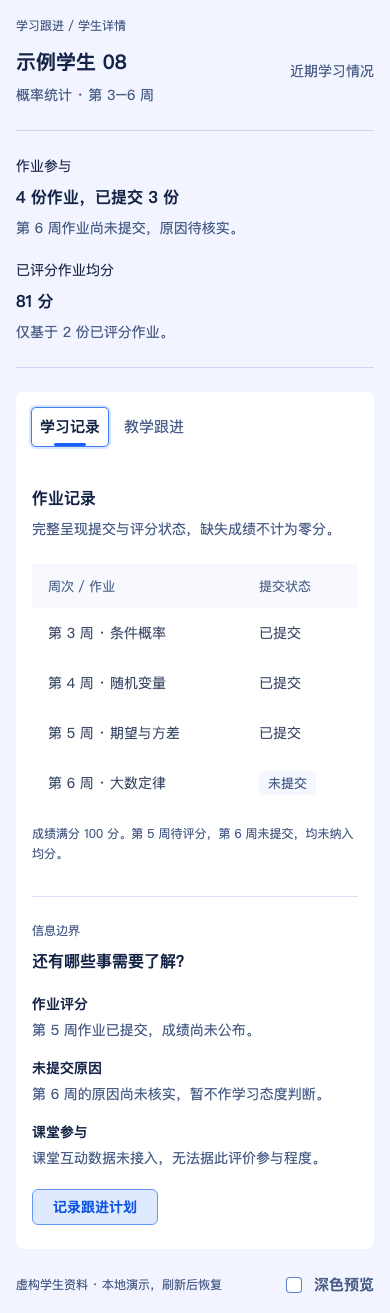 学习跟进 / 学生详情
示例学生 08
近期学习情况
概率统计 · 第 3—6 周
作业参与
4 份作业，已提交 3 份
第 6 周作业尚未提交，原因待核实。
已评分作业均分
81 分
仅基于 2 份已评分作业。
学习记录 教学跟进
作业记录
完整呈现提交与评分状态，缺失成绩不计为零分。
周次 / 作业 提交状态
第 3 周 · 条件概率 已提交
第 4 周 · 随机变量 已提交
第 5 周 · 期望与方差 已提交
第 6 周 · 大数定律 未提交
成绩满分 100 分。第 5 周待评分，第 6 周未提交，均未纳入
均分。
信息边界
还有哪些事需要了解？
作业评分
第 5 周作业已提交，成绩尚未公布。
未提交原因
第 6 周的原因尚未核实，暂不作学习态度判断。
课堂参与
课堂互动数据未接入，无法据此评价参与程度。
记录跟进计划
虚构学生资料 · 本地演示，刷新后恢复 深色预览